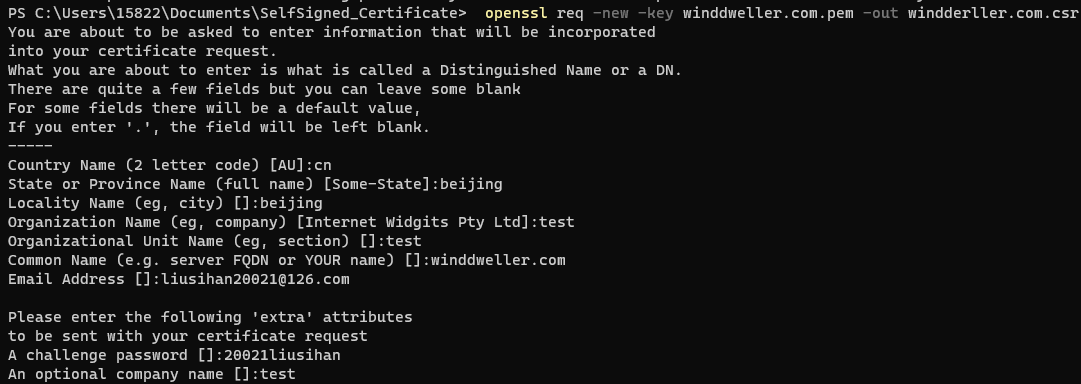 PS C:\Users\15822\Documents\SelfSigned_Certificate> openssl req -new -key winddweller.com.pem -out windderller.com.csr
You are about to be asked to enter information that will be incorporated
into your certificate request.
What you are about to enter is what is called a Distinguished Name or a DN.
There are quite a few fields but you can leave some blank
For some fields there will be a default value,
If you enter '.', the field will be left blank.
-----
Country Name (2 letter code) [AU]:cn
State or Province Name (full name) [Some-State]:beijing
Locality Name (eg, city) []:beijing
Organization Name (eg, company) [Internet Widgits Pty Ltd]:test
Organizational Unit Name (eg, section) []:test
Common Name (e.g. server FQDN or YOUR name) []:winddweller.com
Email Address []:liusihan20021@126.com

Please enter the following 'extra' attributes
to be sent with your certificate request
A challenge password []:20021liusihan
An optional company name []:test